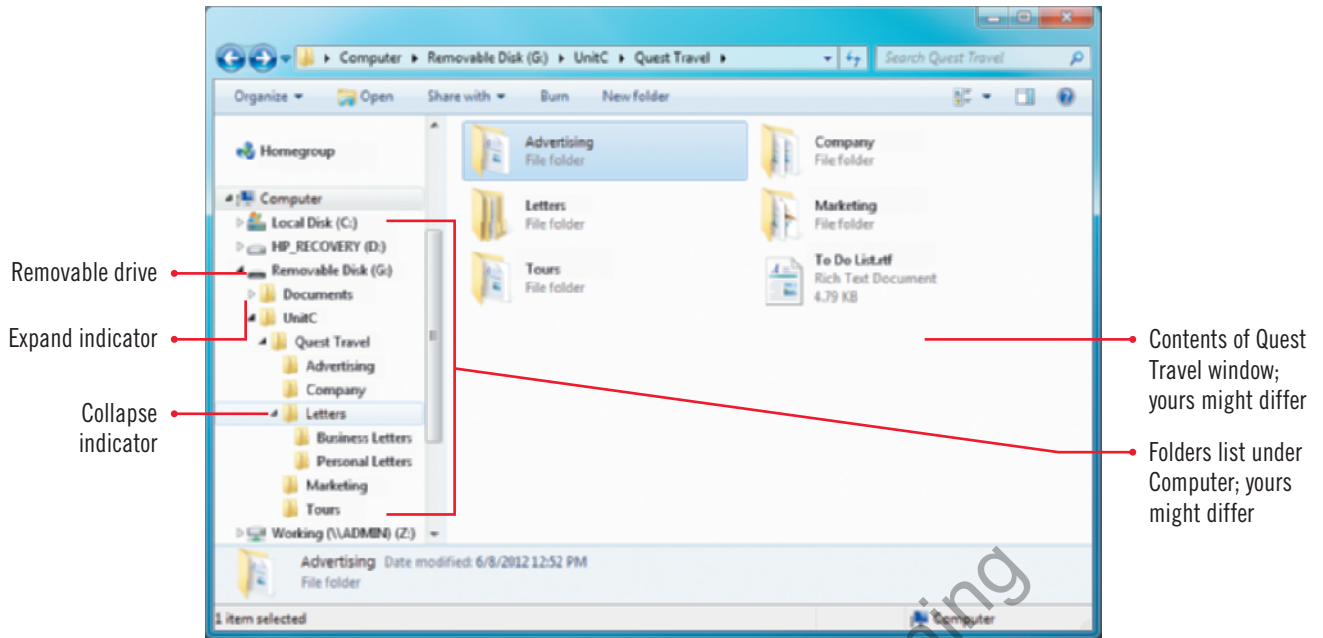 Computer ▸ Removable Disk (G:) ▸ UnitC ▸ Quest Travel ▸
Search Quest Travel
Organize
Open
Share with
Burn
New folder
Homegroup
Computer
Local Disk (C:)
HP_RECOVERY (D:)
Removable Disk (G:)
Documents
UnitC
Quest Travel
Advertising
Company
Letters
Business Letters
Personal Letters
Marketing
Tours
Working (\\ADMIN) (Z:)
Advertising
File folder
Company
File folder
Letters
File folder
Marketing
File folder
Tours
File folder
To Do List.rtf
Rich Text Document
4.79 KB
Advertising Date modified: 6/8/2012 12:52 PM
File folder
1 item selected
Computer
Removable drive
Expand indicator
Collapse
indicator
Contents of Quest
Travel window;
yours might differ
Folders list under
Computer; yours
might differ